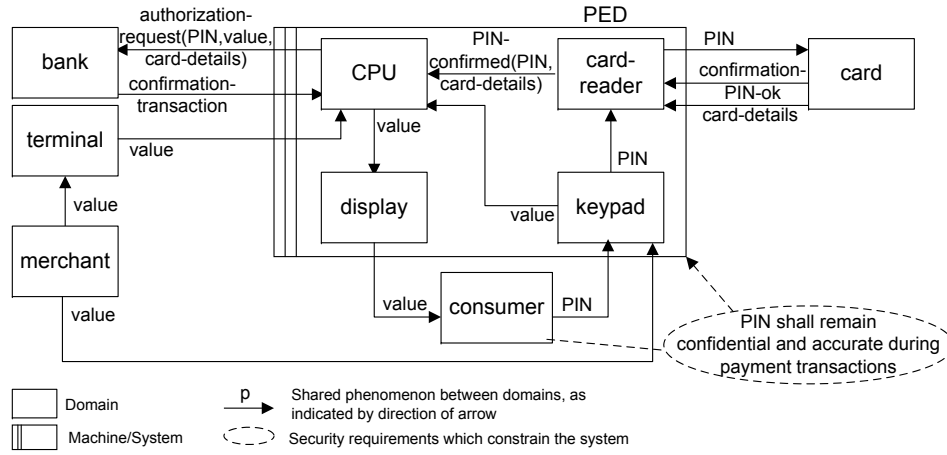 PED
authorization-
request(PIN,value,
card-details)
bank
confirmation-
transaction
CPU
PIN-
confirmed(PIN,
card-details)
card-
reader
PIN
confirmation-
PIN-ok
card-details
card
terminal
value
value
PIN
value
display
value
keypad
merchant
value
value
consumer
PIN
PIN shall remain
confidential and accurate during
payment transactions
Domain
p
Shared phenomenon between domains, as
indicated by direction of arrow
Machine/System
Security requirements which constrain the system